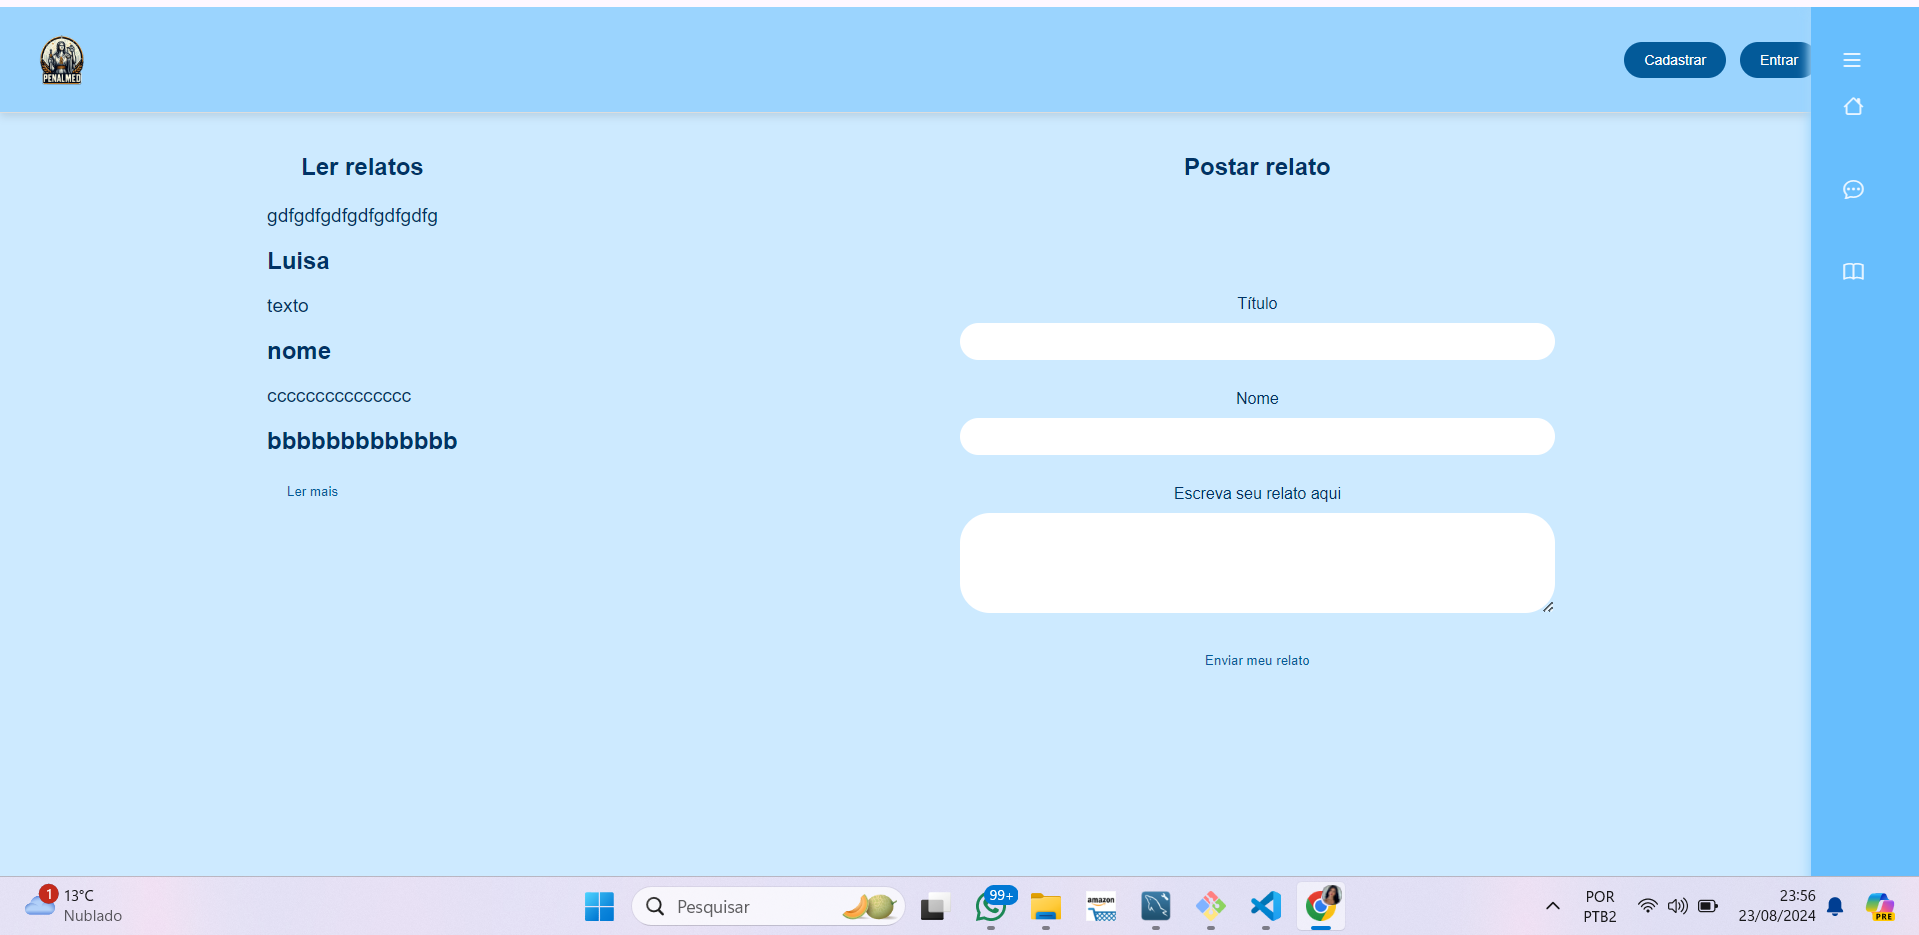 PENALMED
Cadastrar
Entrar
Ler relatos
gdfgdfgdfgdfgdfgdfg
Luisa
texto
nome
ccccccccccccccc
bbbbbbbbbbbbb
Ler mais
Postar relato
Título
Nome
Escreva seu relato aqui
Enviar meu relato
1
13°C
Nublado
Pesquisar
99+
amazon
POR
PTB2
23:56
23/08/2024
PRE